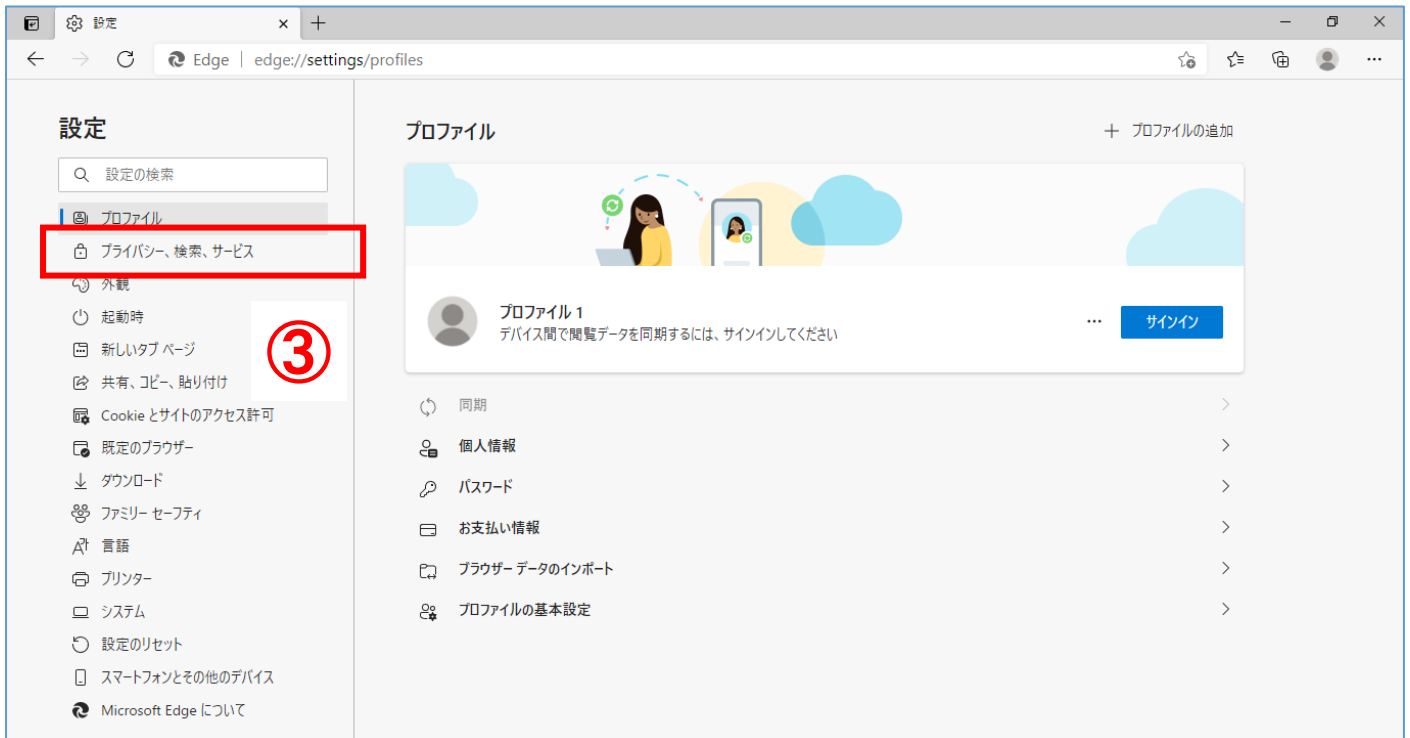 設定
Edge | edge://settings/profiles
設定
設定の検索
プロファイル
プライバシー、検索、サービス
外観
起動時
新しいタブ ページ
共有、コピー、貼り付け
Cookie とサイトのアクセス許可
既定のブラウザー
ダウンロード
ファミリー セーフティ
言語
プリンター
システム
設定のリセット
スマートフォンとその他のデバイス
Microsoft Edge について
③
プロファイル
プロファイルの追加
プロファイル 1
デバイス間で閲覧データを同期するには、サインインしてください
サインイン
同期
個人情報
パスワード
お支払い情報
ブラウザー データのインポート
プロファイルの基本設定